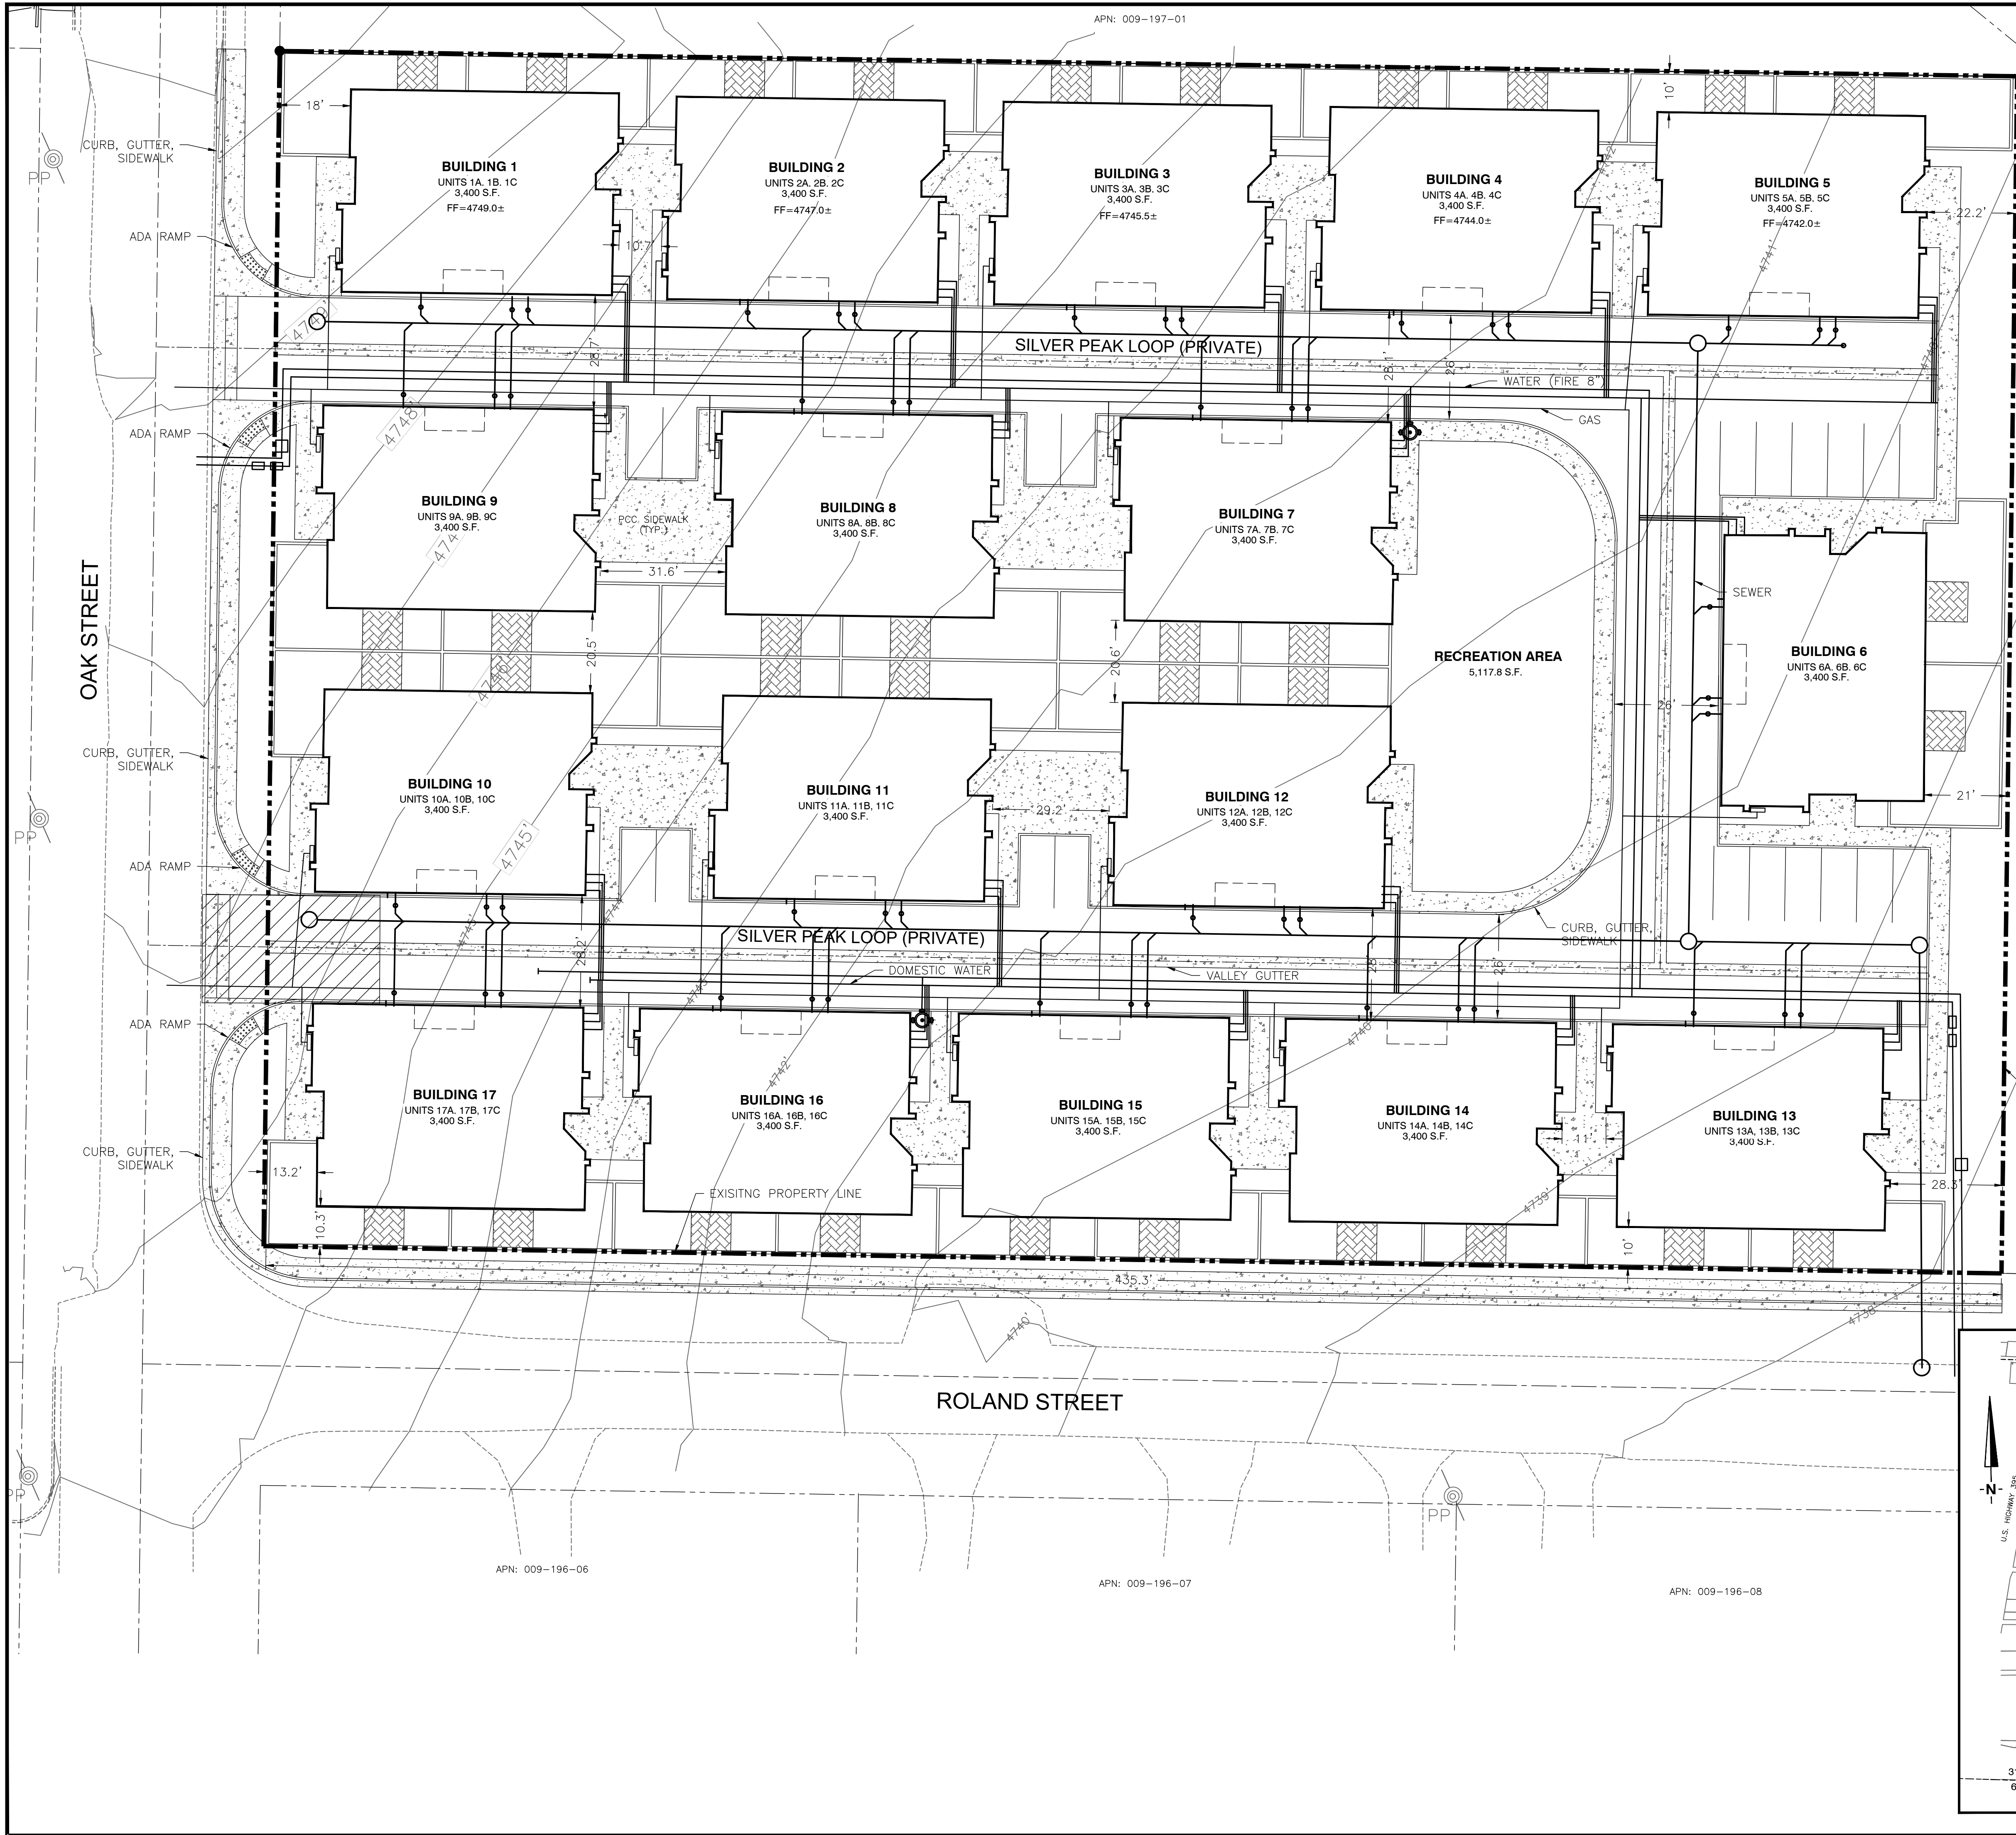 APN: 009-197-01
18'
10'
CURB, GUTTER,
SIDEWALK
PP
ADA RAMP
BUILDING 1
UNITS 1A. 1B. 1C
3,400 S.F.
FF=4749.0±
10.7'
BUILDING 2
UNITS 2A. 2B. 2C
3,400 S.F.
FF=4747.0±
BUILDING 3
UNITS 3A. 3B. 3C
3,400 S.F.
FF=4745.5±
BUILDING 4
UNITS 4A. 4B. 4C
3,400 S.F.
FF=4744.0±
4742'
BUILDING 5
UNITS 5A. 5B. 5C
3,400 S.F.
FF=4742.0±
4741'
22.2'
SILVER PEAK LOOP (PRIVATE)
28.7'
28.1'
26'
WATER (FIRE 8")
GAS
ADA RAMP
4748'
BUILDING 9
UNITS 9A. 9B. 9C
3,400 S.F.
PCC SIDEWALK
(TYP.)
31.6'
BUILDING 8
UNITS 8A. 8B, 8C
3,400 S.F.
BUILDING 7
UNITS 7A. 7B. 7C
3,400 S.F.
OAK STREET
SEWER
20.5'
20.6'
RECREATION AREA
5,117.8 S.F.
BUILDING 6
UNITS 6A. 6B. 6C
3,400 S.F.
26'
21'
CURB, GUTTER,
SIDEWALK
PP
ADA RAMP
BUILDING 10
UNITS 10A. 10B, 10C
3,400 S.F.
4745'
BUILDING 11
UNITS 11A. 11B, 11C
3,400 S.F.
29.2'
BUILDING 12
UNITS 12A. 12B, 12C
3,400 S.F.
SILVER PEAK LOOP (PRIVATE)
28.2'
4745'
4744'
4743'
DOMESTIC WATER
VALLEY GUTTER
28'
26'
CURB, GUTTER,
SIDEWALK
ADA RAMP
4742'
4740'
BUILDING 17
UNITS 17A. 17B, 17C
3,400 S.F.
BUILDING 16
UNITS 16A. 16B, 16C
3,400 S.F.
BUILDING 15
UNITS 15A. 15B, 15C
3,400 S.F.
BUILDING 14
UNITS 14A. 14B, 14C
3,400 S.F.
11'
BUILDING 13
UNITS 13A, 13B, 13C
3,400 S.F.
CURB, GUTTER,
SIDEWALK
13.2'
10.3'
EXISITNG PROPERTY LINE
4739'
28.3'
10'
435.3'
4740'
4738'
ROLAND STREET
-N-
U.S. HIGHWAY 395
PP
PP
APN: 009-196-06
APN: 009-196-07
APN: 009-196-08